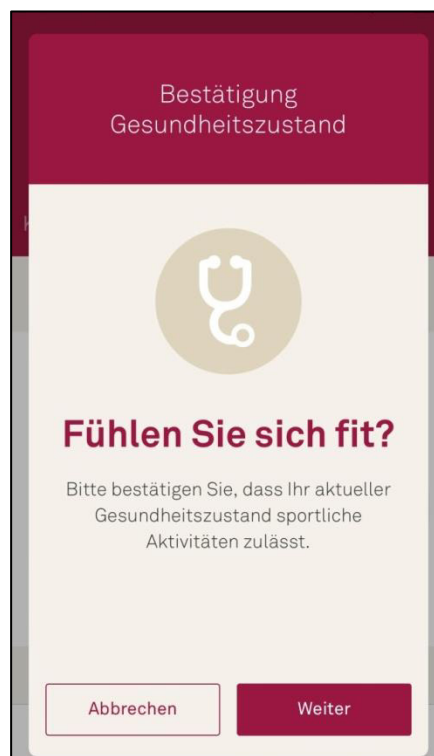 Bestätigung
Gesundheitszustand
Fühlen Sie sich fit?
Bitte bestätigen Sie, dass Ihr aktueller
Gesundheitszustand sportliche
Aktivitäten zulässt.
Abbrechen
Weiter